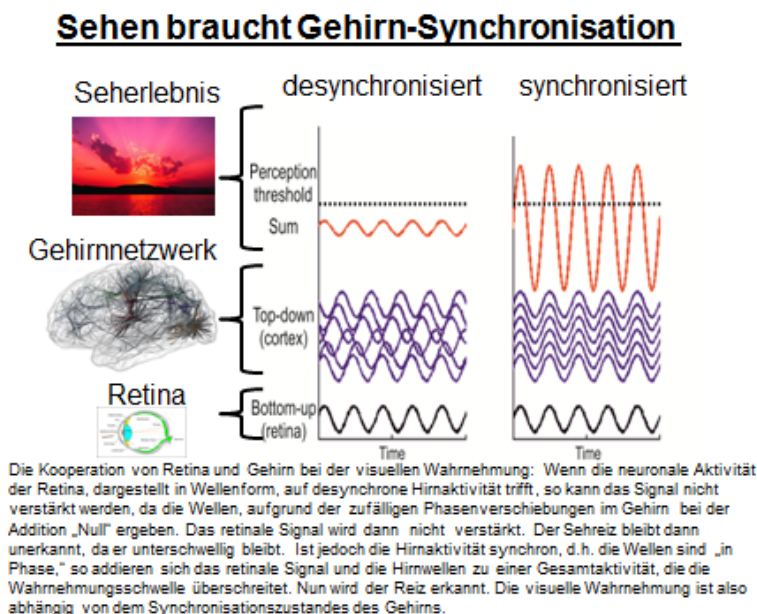 Sehen braucht Gehirn-Synchronisation
Seherlebnis
desynchronisiert
synchronisiert
Perception
threshold
Sum
Gehirnnetzwerk
Top-down
(cortex)
Retina
Bottom-up
(retina)
Time
Time
Die Kooperation von Retina und Gehirn bei der visuellen Wahrnehmung: Wenn die neuronale Aktivität
der Retina, dargestellt in Wellenform, auf desynchrone Hirnaktivität trifft, so kann das Signal nicht
verstärkt werden, da die Wellen, aufgrund der zufälligen Phasenverschiebungen im Gehirn bei der
Addition „Null" ergeben. Das retinale Signal wird dann nicht verstärkt. Der Sehreiz bleibt dann
unerkannt, da er unterschwellig bleibt. Ist jedoch die Hirnaktivität synchron, d.h. die Wellen sind „in
Phase," so addieren sich das retinale Signal und die Hirnwellen zu einer Gesamtaktivität, die die
Wahrnehmungsschwelle überschreitet. Nun wird der Reiz erkannt. Die visuelle Wahrnehmung ist also
abhängig von dem Synchronisationszustandes des Gehirns.